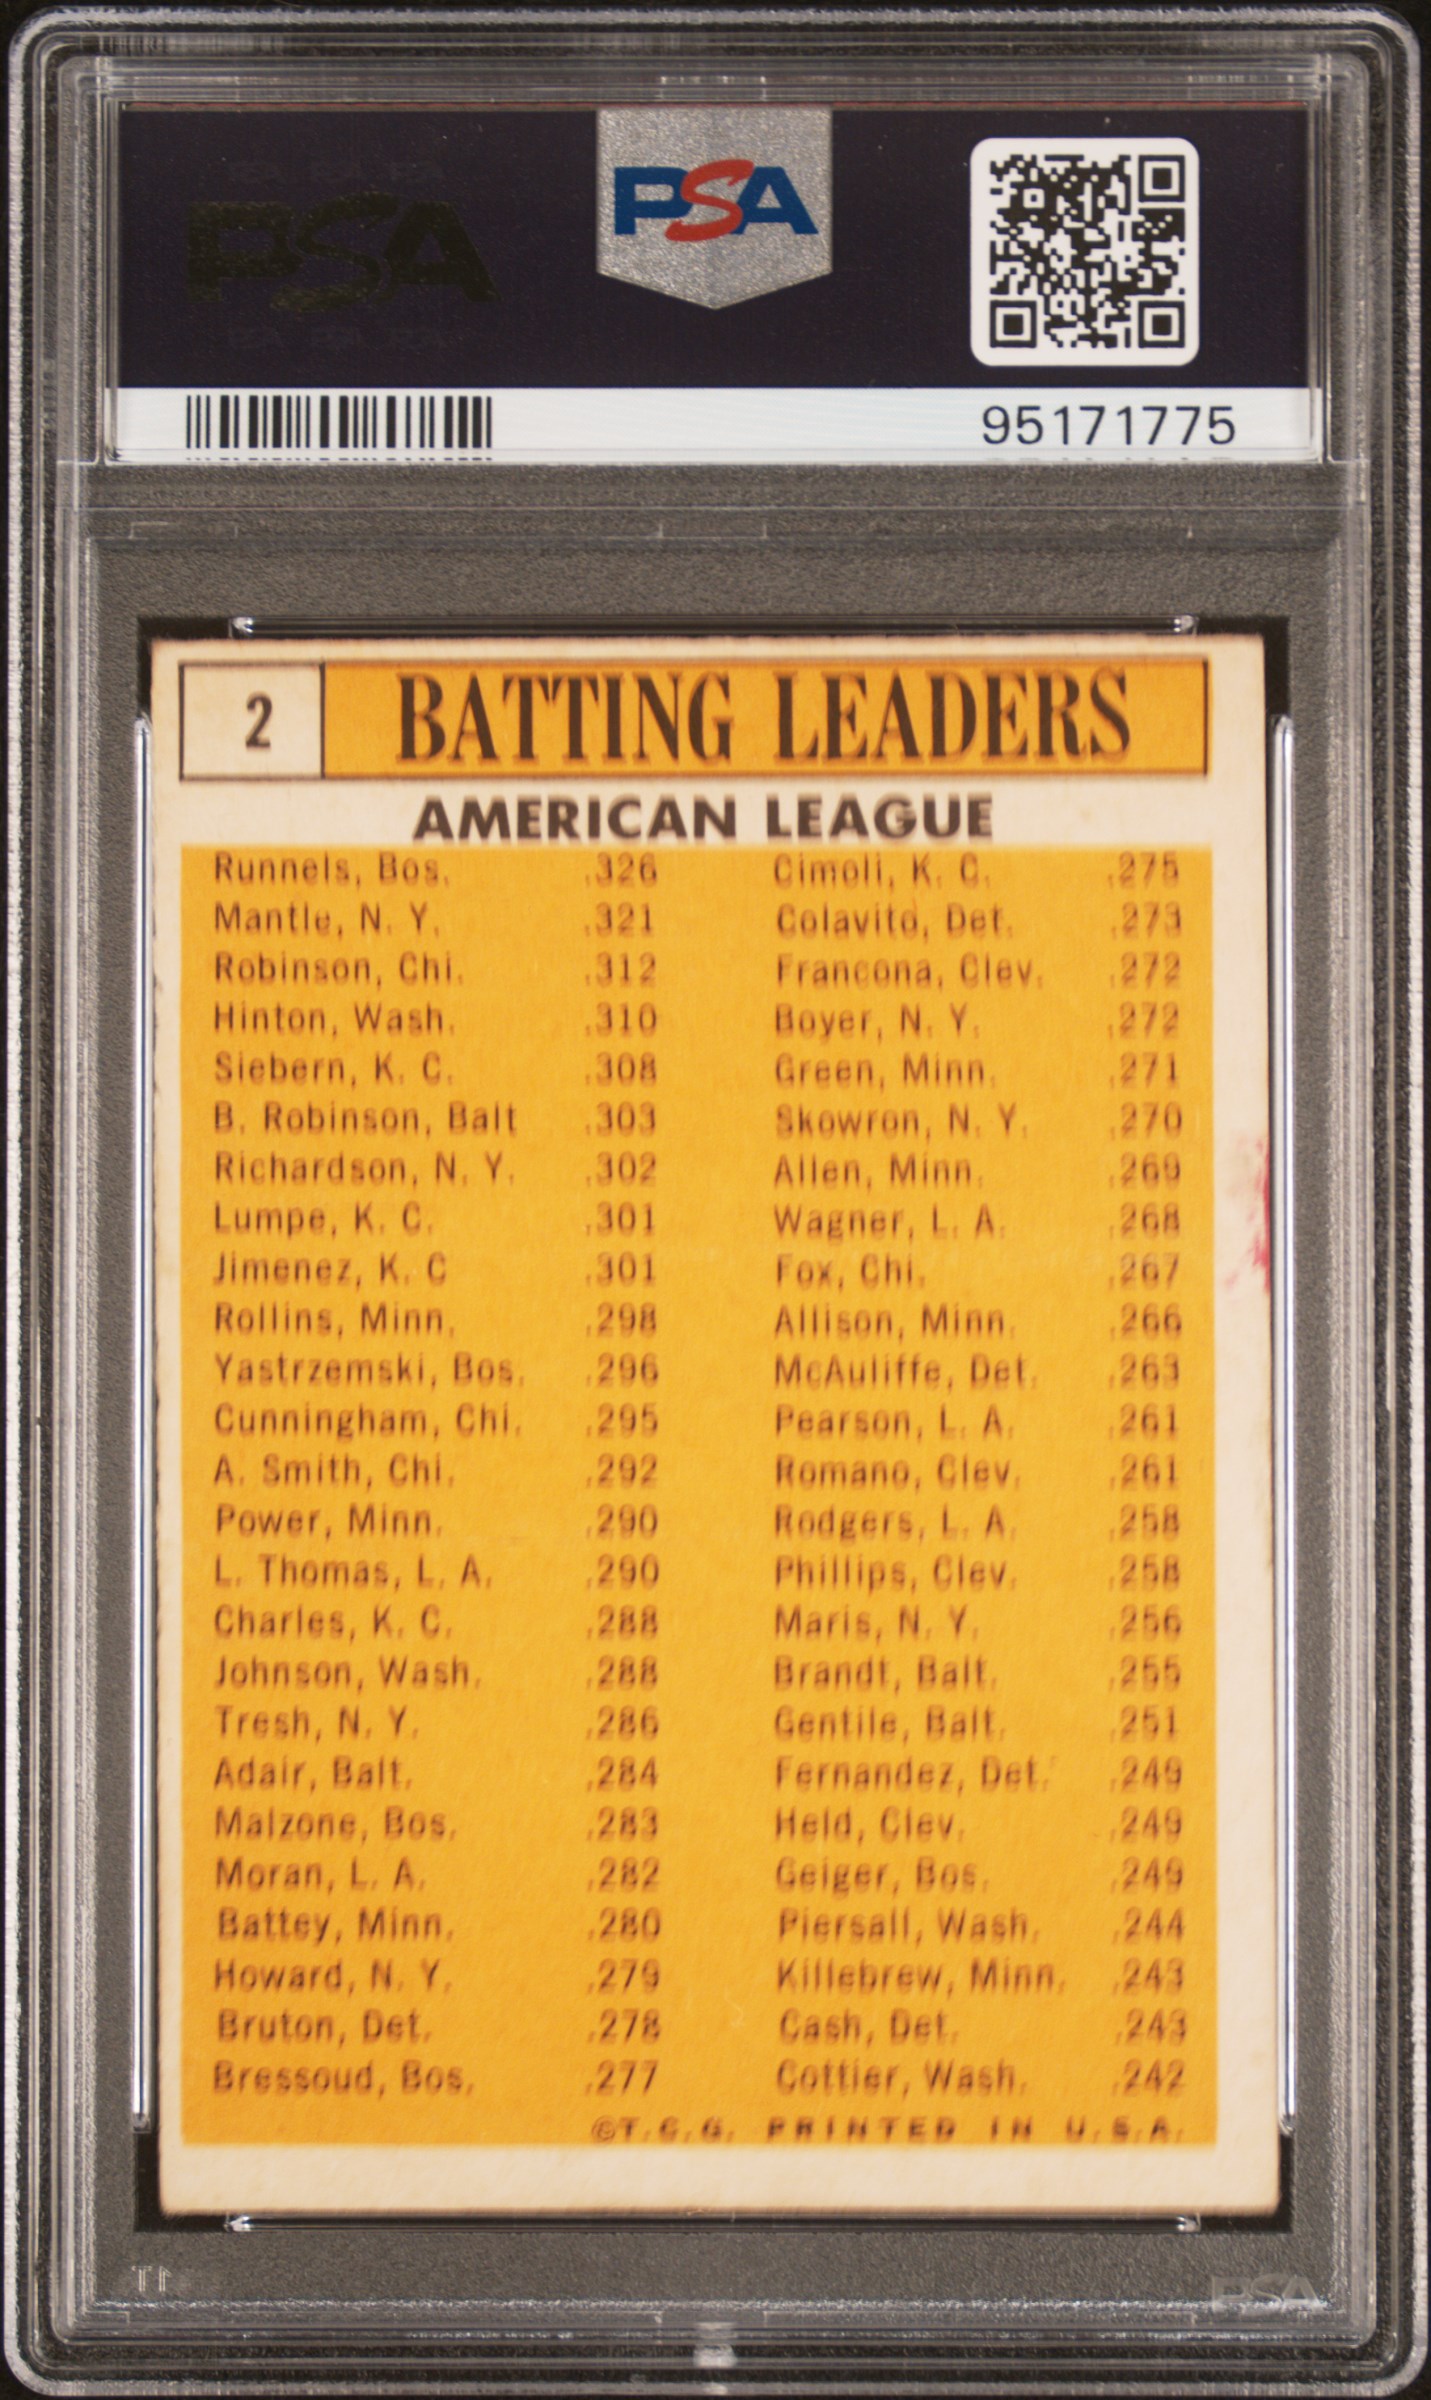 PSA
PSA
95171775
2 BATTING LEADERS
AMERICAN LEAGUE
Runnels, Bos. .326 Cimoli, K. C. .275
Mantle, N. Y. .321 Colavito, Det. .273
Robinson, Chi. .312 Francona, Clev. .272
Hinton, Wash. .310 Boyer, N. Y. .272
Siebern, K. C. .308 Green, Minn. .271
B. Robinson, Balt .303 Skowron, N. Y. .270
Richardson, N. Y. .302 Allen, Minn. .269
Lumpe, K. C. .301 Wagner, L. A. .268
Jimenez, K. C .301 Fox, Chi. .267
Rollins, Minn. .298 Allison, Minn. .266
Yastrzemski, Bos. .296 McAuliffe, Det. .263
Cunningham, Chi. .295 Pearson, L. A. .261
A. Smith, Chi. .292 Romano, Clev. .261
Power, Minn. .290 Rodgers, L. A. .258
L. Thomas, L. A. .290 Phillips, Clev. .258
Charles, K. C. .288 Maris, N. Y. .256
Johnson, Wash. .288 Brandt, Balt. .255
Tresh, N. Y. .286 Gentile, Balt. .251
Adair, Balt. .284 Fernandez, Det. .249
Malzone, Bos. .283 Held, Clev. .249
Moran, L. A. .282 Geiger, Bos. .249
Battey, Minn. .280 Piersall, Wash. .244
Howard, N. Y. .279 Killebrew, Minn. .243
Bruton, Det. .278 Cash, Det. .243
Bressoud, Bos. .277 Cottier, Wash. .242
©T.C.G. PRINTED IN U.S.A.
PSA